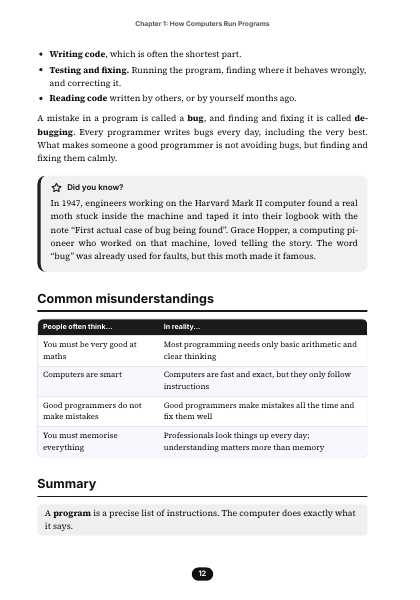 Chapter 1: How Computers Run Programs
• Writing code, which is often the shortest part.
• Testing and fixing. Running the program, finding where it behaves wrongly,
and correcting it.
• Reading code written by others, or by yourself months ago.
A mistake in a program is called a bug, and finding and fixing it is called de-
bugging. Every programmer writes bugs every day, including the very best.
What makes someone a good programmer is not avoiding bugs, but finding and
fixing them calmly.
Did you know?
In 1947, engineers working on the Harvard Mark II computer found a real
moth stuck inside the machine and taped it into their logbook with the
note “First actual case of bug being found”. Grace Hopper, a computing pi-
oneer who worked on that machine, loved telling the story. The word
“bug” was already used for faults, but this moth made it famous.
Common misunderstandings
People often think... In reality...
You must be very good at Most programming needs only basic arithmetic and
maths clear thinking
Computers are smart Computers are fast and exact, but they only follow
instructions
Good programmers do not Good programmers make mistakes all the time and
make mistakes fix them well
You must memorise Professionals look things up every day;
everything understanding matters more than memory
Summary
A program is a precise list of instructions. The computer does exactly what
it says.
12